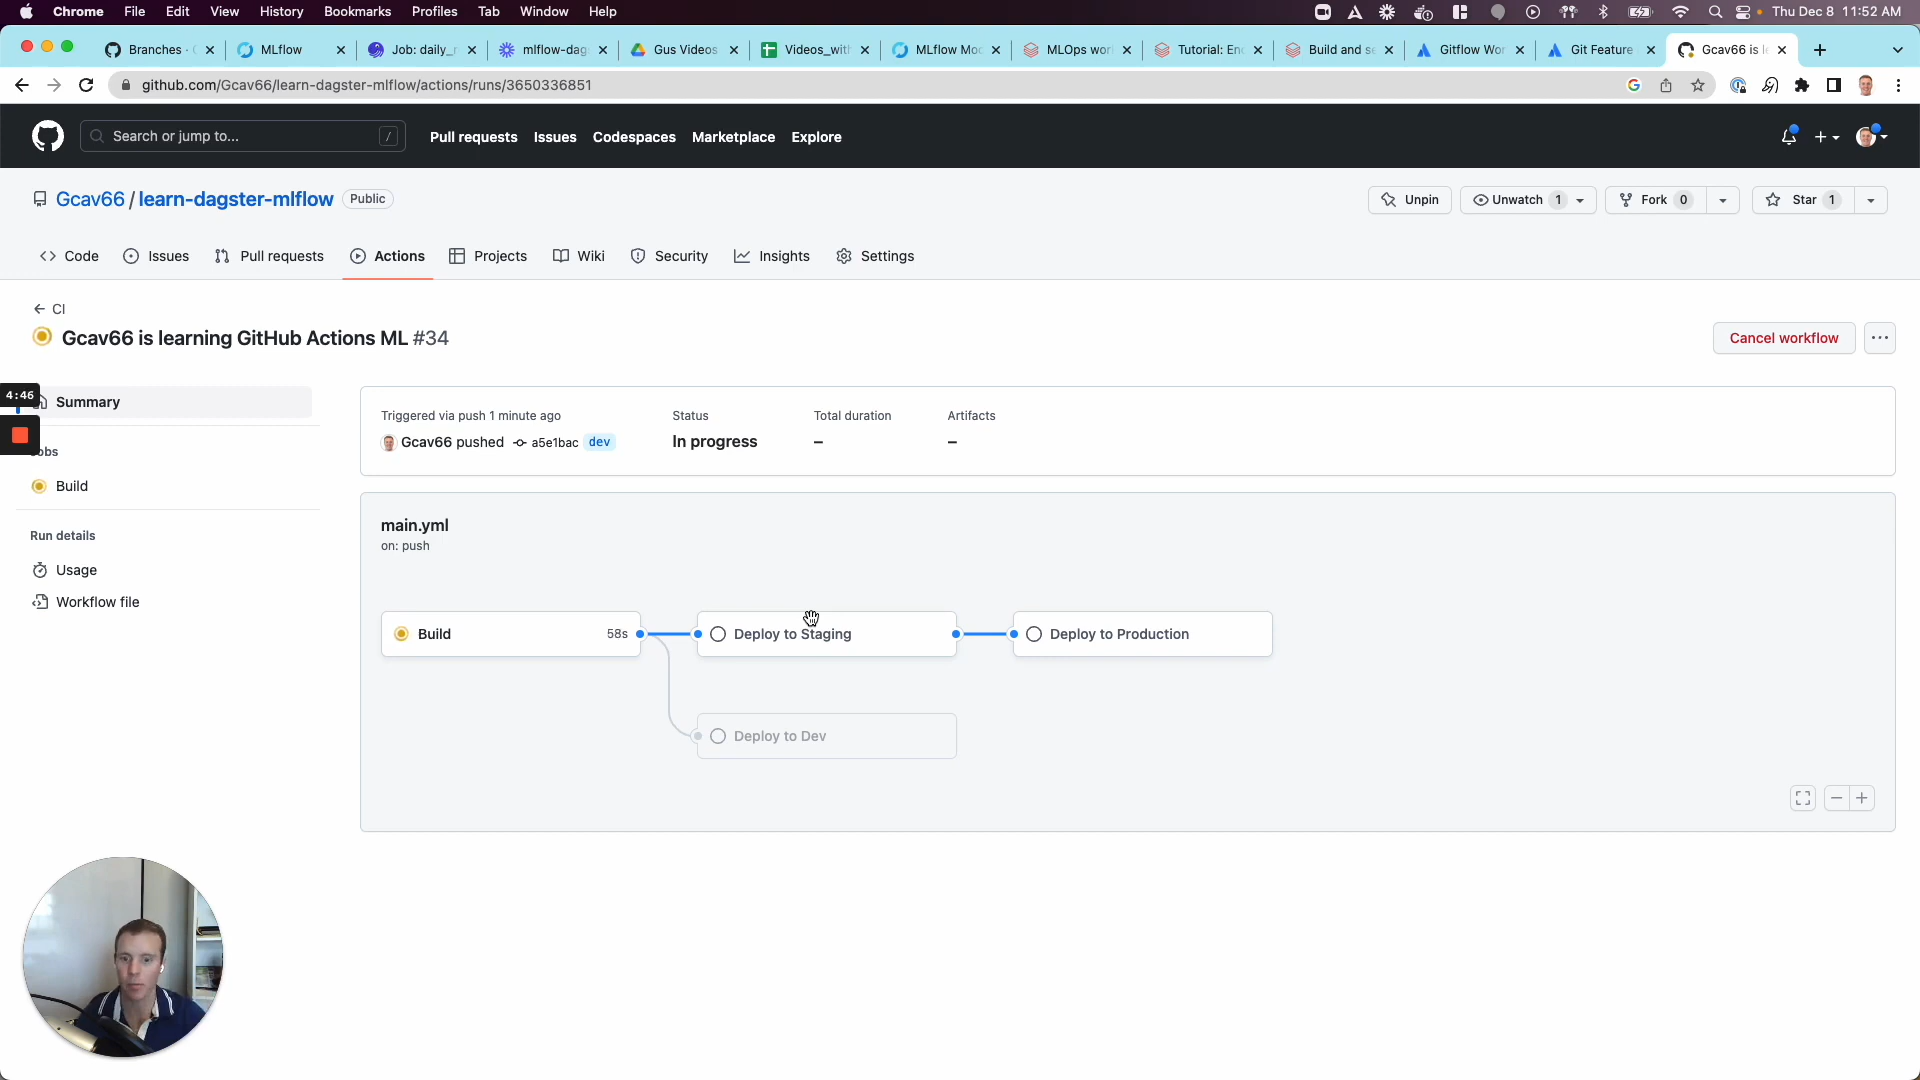 Chrome File Edit View History Bookmarks Profiles Tab Window Help Thu Dec 8 11:52 AM
Branches · MLflow Job: daily_ mlflow-dag Gus Videos Videos_with MLflow Mod MLOps wor Tutorial: En Build and se Gitflow Wor Git Feature Gcav66 is l
github.com/Gcav66/learn-dagster-mlflow/actions/runs/3650336851
Search or jump to... / Pull requests Issues Codespaces Marketplace Explore
Gcav66 / learn-dagster-mlflow Public Unpin Unwatch 1 Fork 0 Star 1
Code Issues Pull requests Actions Projects Wiki Security Insights Settings
CI
Gcav66 is learning GitHub Actions ML #34 Cancel workflow
4:46
Summary
Jobs
Build
Run details
Usage
Workflow file
Triggered via push 1 minute ago Status Total duration Artifacts
Gcav66 pushed a5e1bac dev In progress – –
main.yml
on: push
Build 58s Deploy to Staging Deploy to Production
Deploy to Dev